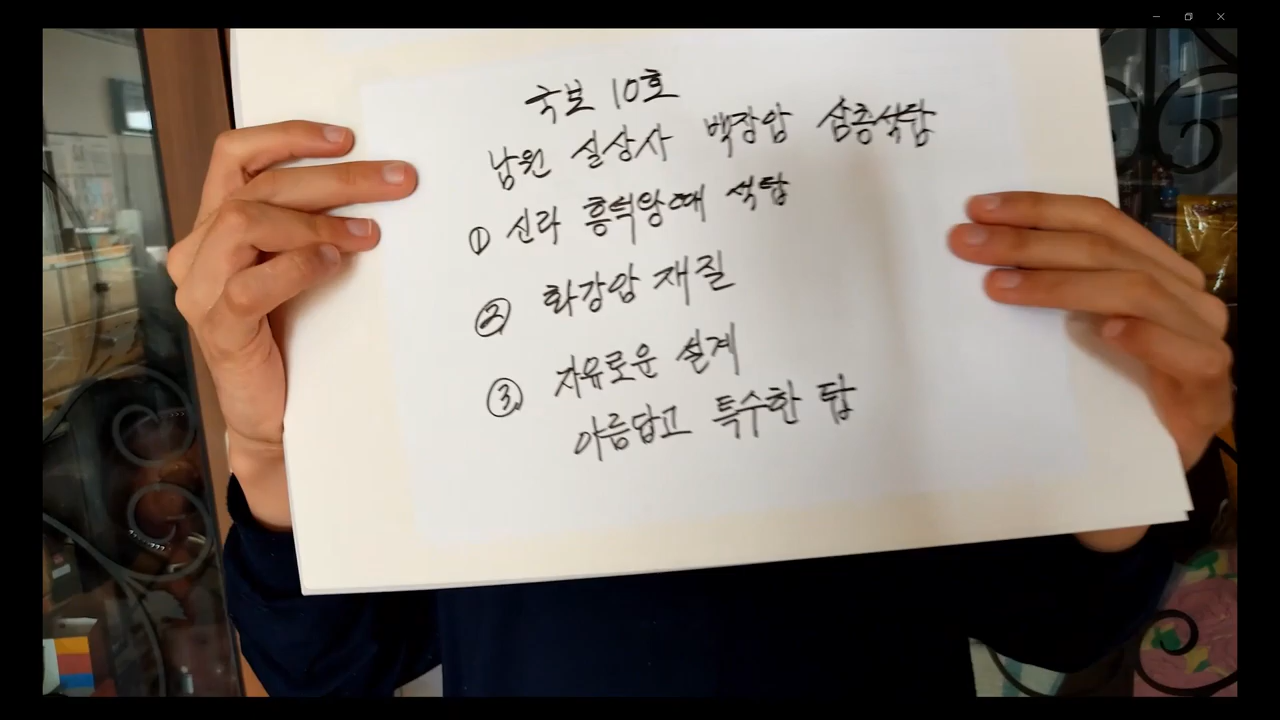 국보 10호
남원 실상사 백장암 삼층석탑
① 신라 흥덕왕때 석탑
② 화강암 재질
③ 자유로운 설계
아름답고 특수한 탑